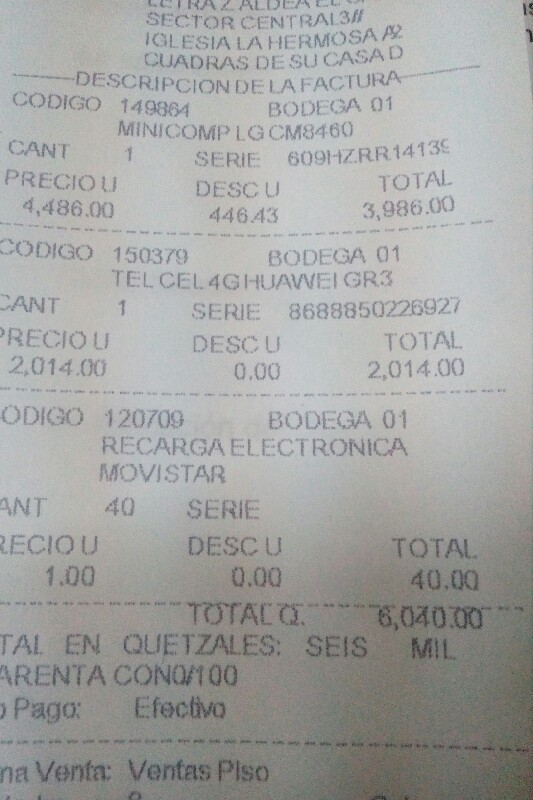 LETRA Z ALDEA EL
SECTOR CENTRAL3//
IGLESIA LA HERMOSA A2
CUADRAS DE SU CASA D
DESCRIPCION DE LA FACTURA
CODIGO 149864 BODEGA 01
MINICOMP LG CM8460
CANT 1 SERIE 609HZRR14139
PRECIO U DESC U TOTAL
4,486.00 446.43 3,986.00
CODIGO 150379 BODEGA 01
TEL CEL 4G HUAWEI GR3
CANT 1 SERIE 8688850226927
PRECIO U DESC U TOTAL
2,014.00 0.00 2,014.00
ODIGO 120709 BODEGA 01
RECARGA ELECTRONICA
MOVISTAR
ANT 40 SERIE
RECIO U DESC U TOTAL
1.00 0.00 40.00
TOTAL Q. 6,040.00
TAL EN QUETZALES: SEIS MIL
ARENTA CON0/100
o Pago: Efectivo
ma Venta: Ventas Piso